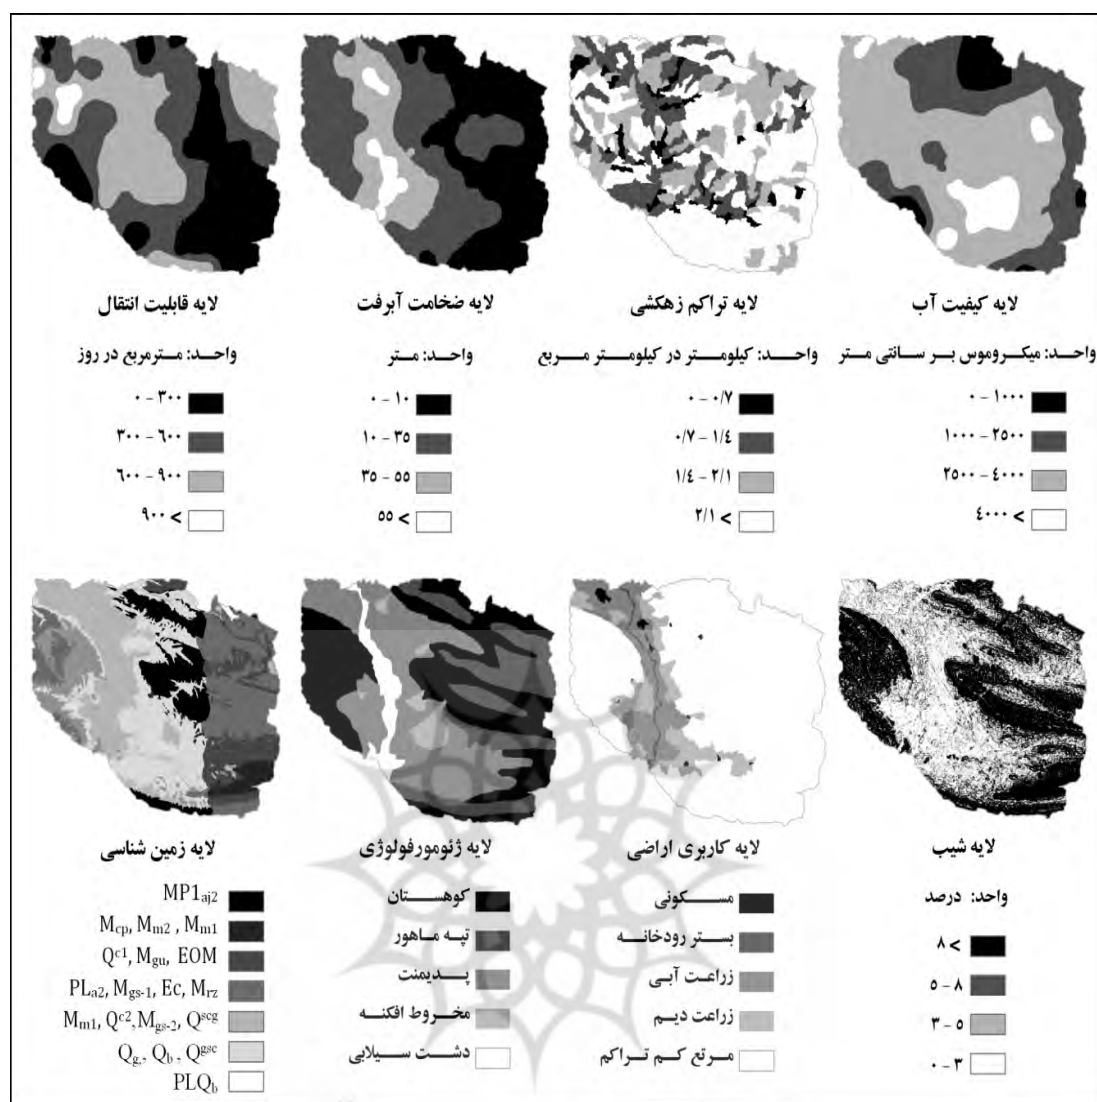 لایه کیفیت آب
واحد: میکروموس بر سانتی متر
۰ - ۱۰۰۰
۱۰۰۰ - ۲۵۰۰
۲۵۰۰ - ٤۰۰۰
٤۰۰۰ <
لایه تراکم زهکشی
واحد: کیلومتر در کیلومتر مربع
۰ - ۰/۷
۰/۷ - ۱/٤
۱/٤ - ۲/۱
۲/۱ <
لایه ضخامت آبرفت
واحد: متر
۰ - ۱۰
۱۰ - ۳۵
۳۵ - ۵۵
۵۵ <
لایه قابلیت انتقال
واحد: مترمربع در روز
۰ - ۳۰۰
۳۰۰ - ٦۰۰
٦۰۰ - ۹۰۰
۹۰۰ <
لایه شیب
واحد: درصد
۸ <
۵ - ۸
۳ - ۵
۰ - ۳
لایه کاربری اراضی
مسکونی
بستر رودخانه
زراعت آبی
زراعت دیم
مرتع کم تراکم
لایه ژئومورفولوژی
کوهستان
تپه ماهور
پدیمنت
مخروط افکنه
دشت سیلابی
لایه زمین شناسی
MP1aj2
Mcp, Mm2 , Mm1
Qc1, Mgu, EOM
PLa2, Mgs-1, Ec, Mrz
Mm1, Qc2,Mgs-2, Qscg
Qg,, Qb , Qgsc
PLQb